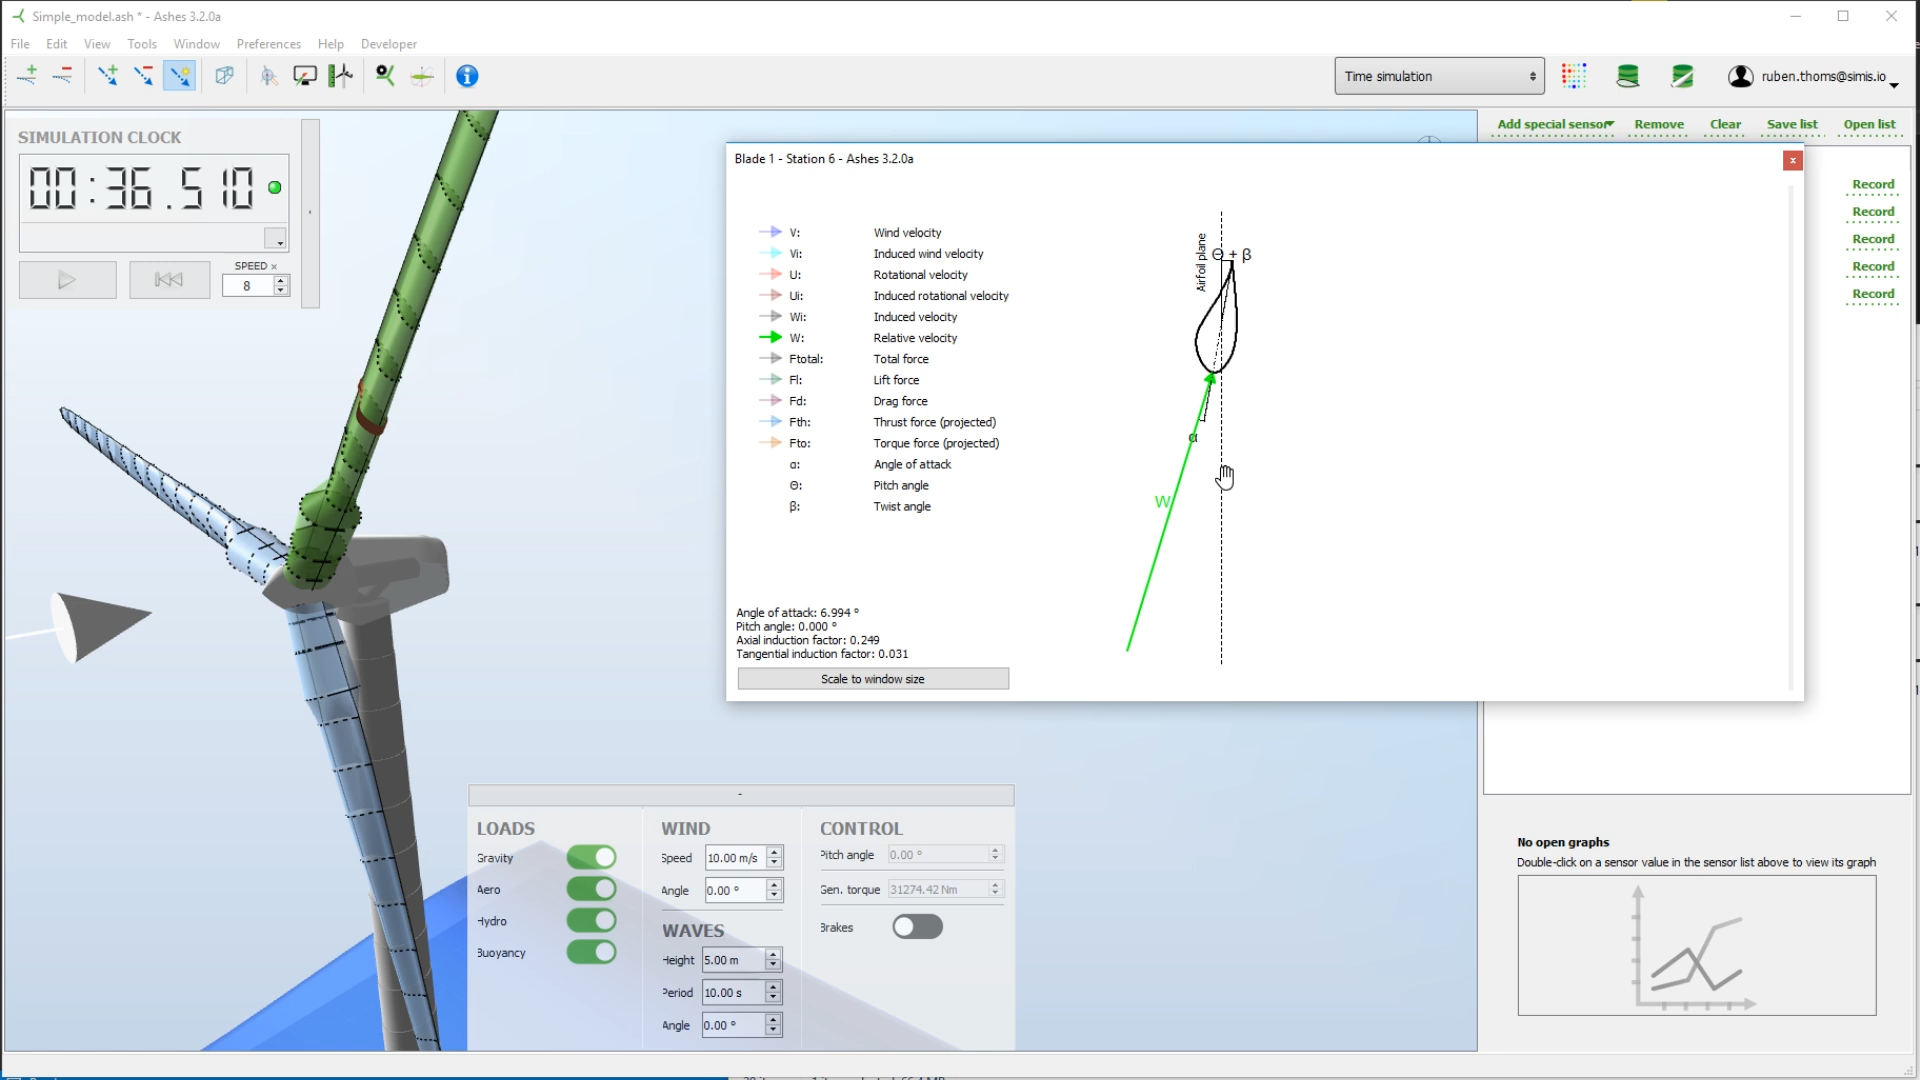 Simple_model.ash * - Ashes 3.2.0a
File Edit View Tools Window Preferences Help Developer
Time simulation
ruben.thoms@simis.io
SIMULATION CLOCK
00:36.510
SPEED ×
8
Add special sensor Remove Clear Save list Open list
Record
Record
Record
Record
Record
Blade 1 - Station 6 - Ashes 3.2.0a
x
V: Wind velocity
Vi: Induced wind velocity
U: Rotational velocity
Ui: Induced rotational velocity
Wi: Induced velocity
W: Relative velocity
Ftotal: Total force
Fl: Lift force
Fd: Drag force
Fth: Thrust force (projected)
Fto: Torque force (projected)
α: Angle of attack
Θ: Pitch angle
β: Twist angle
Airfoil plane
Θ + β
α
W
Angle of attack: 6.994 °
Pitch angle: 0.000 °
Axial induction factor: 0.249
Tangential induction factor: 0.031
Scale to window size
-
LOADS
Gravity
Aero
Hydro
Buoyancy
WIND
Speed 10.00 m/s
Angle 0.00 °
WAVES
Height 5.00 m
Period 10.00 s
Angle 0.00 °
CONTROL
Pitch angle 0.00 °
Gen. torque 31274.42 Nm
Brakes
No open graphs
Double-click on a sensor value in the sensor list above to view its graph